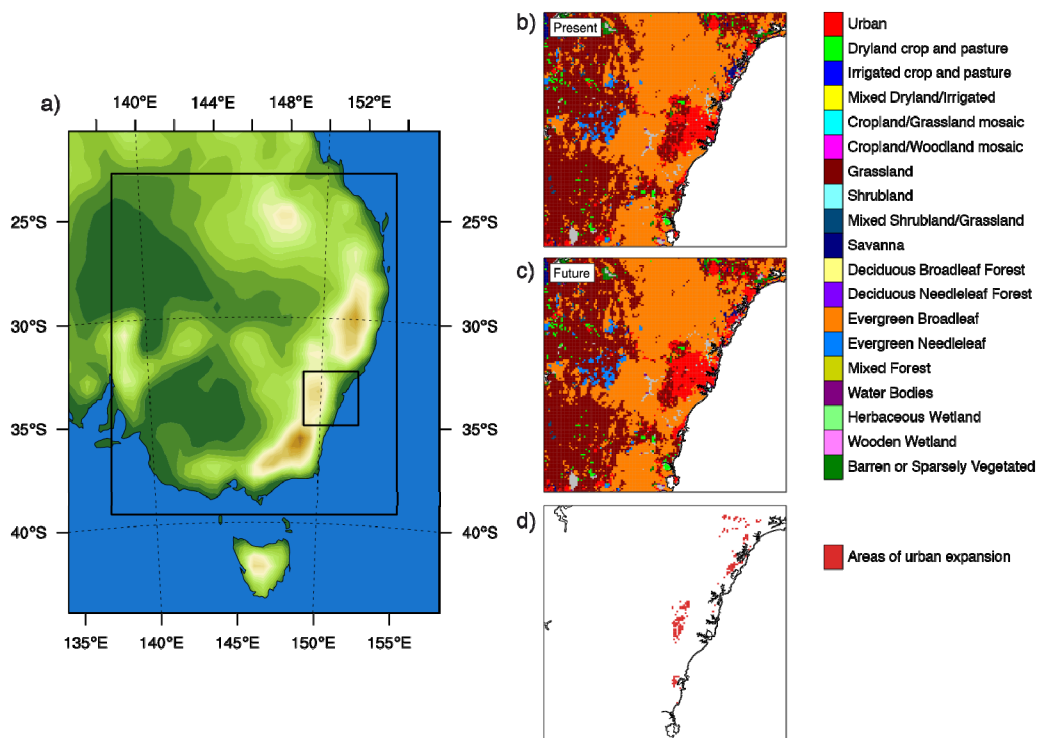 a)
140°E 144°E 148°E 152°E
25°S 25°S
30°S 30°S
35°S 35°S
40°S 40°S
135°E 140°E 145°E 150°E 155°E
b)
Present
c)
Future
d)
Urban
Dryland crop and pasture
Irrigated crop and pasture
Mixed Dryland/Irrigated
Cropland/Grassland mosaic
Cropland/Woodland mosaic
Grassland
Shrubland
Mixed Shrubland/Grassland
Savanna
Deciduous Broadleaf Forest
Deciduous Needleleaf Forest
Evergreen Broadleaf
Evergreen Needleleaf
Mixed Forest
Water Bodies
Herbaceous Wetland
Wooden Wetland
Barren or Sparsely Vegetated
Areas of urban expansion